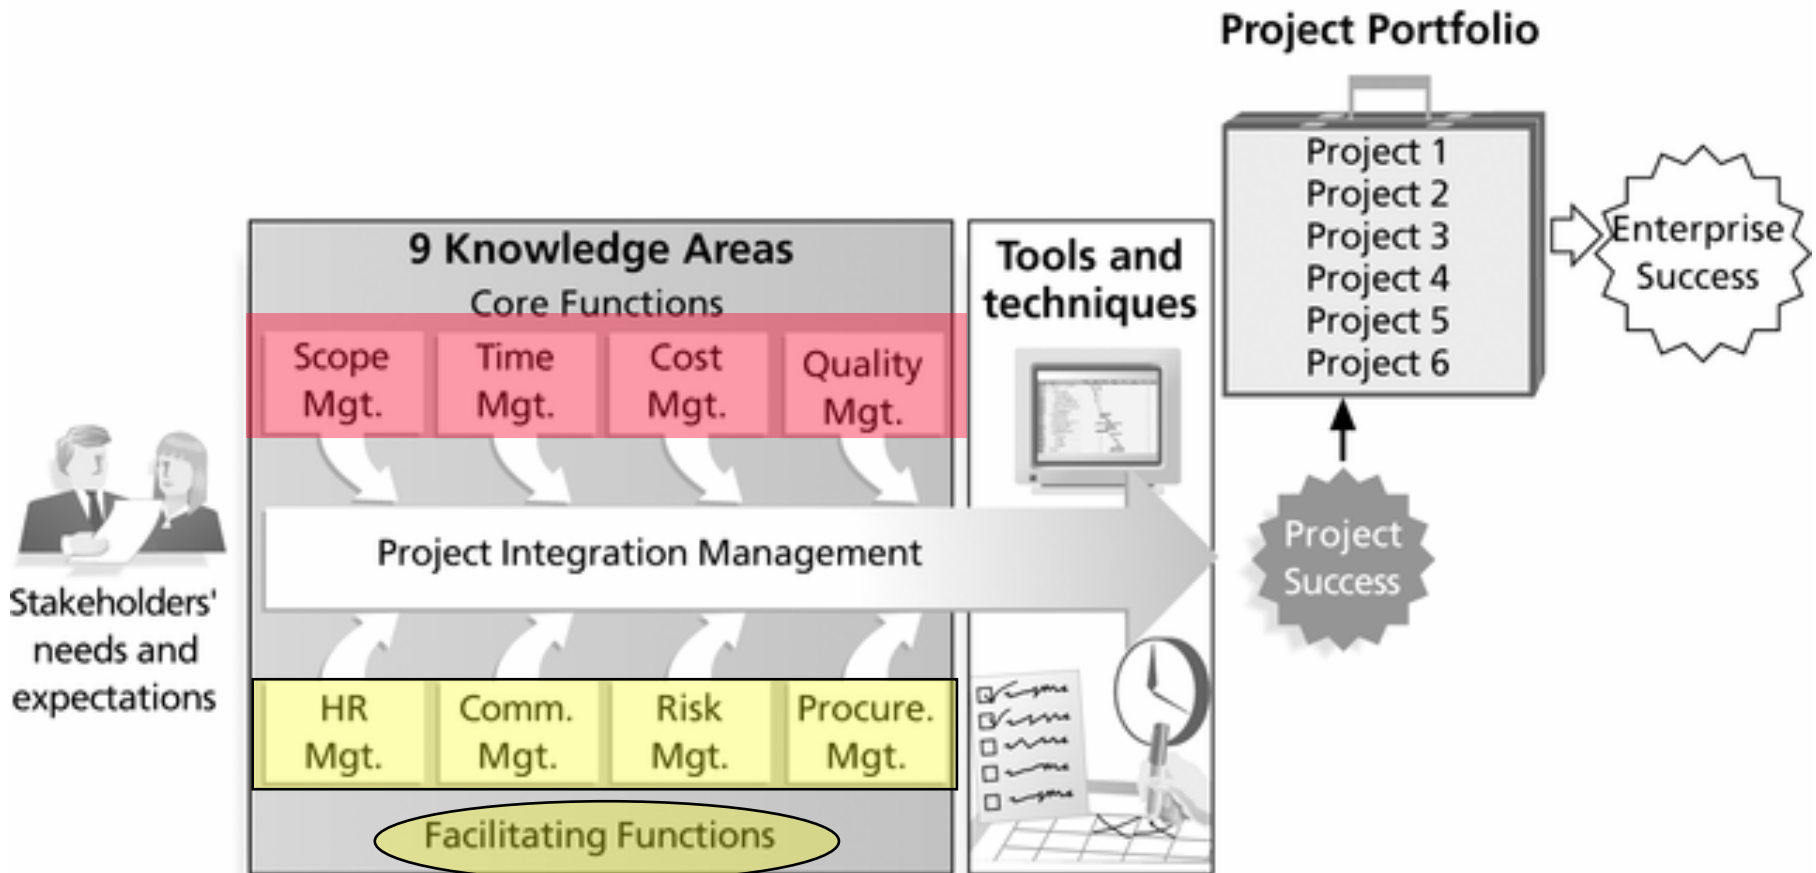 Project Portfolio
Project 1
Project 2
Project 3
Project 4
Project 5
Project 6
Enterprise
Success
9 Knowledge Areas
Core Functions
Scope
Mgt.
Time
Mgt.
Cost
Mgt.
Quality
Mgt.
Tools and
techniques
Project Integration Management
Project
Success
Stakeholders'
needs and
expectations
HR
Mgt.
Comm.
Mgt.
Risk
Mgt.
Procure.
Mgt.
Facilitating Functions